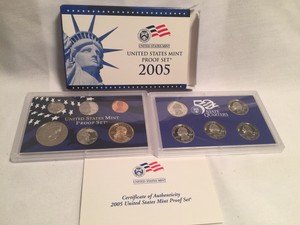 UNITED STATES MINT
PROOF SET®
2005
UNITED STATES MINT
PROOF SET®
50
STATE
QUARTERS
Certificate of Authenticity
2005 United States Mint Proof Set®